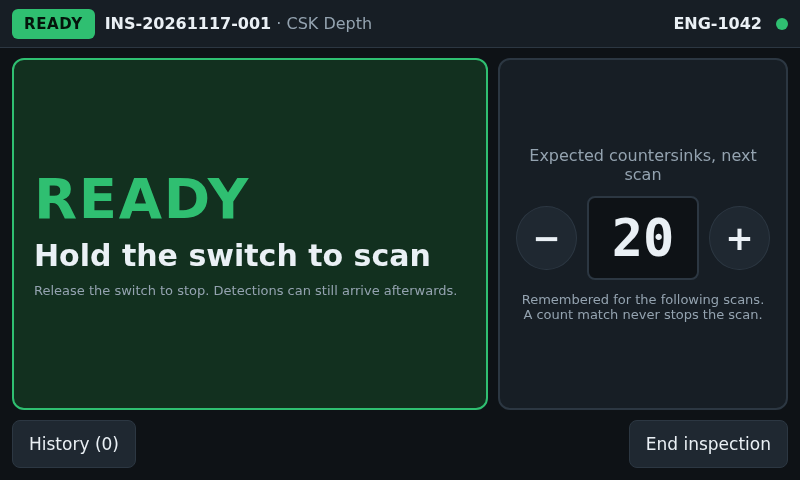 READY INS-20261117-001 · CSK Depth ENG-1042
READY
Hold the switch to scan
Release the switch to stop. Detections can still arrive afterwards.
Expected countersinks, next
scan
− 20 +
Remembered for the following scans.
A count match never stops the scan.
History (0) End inspection